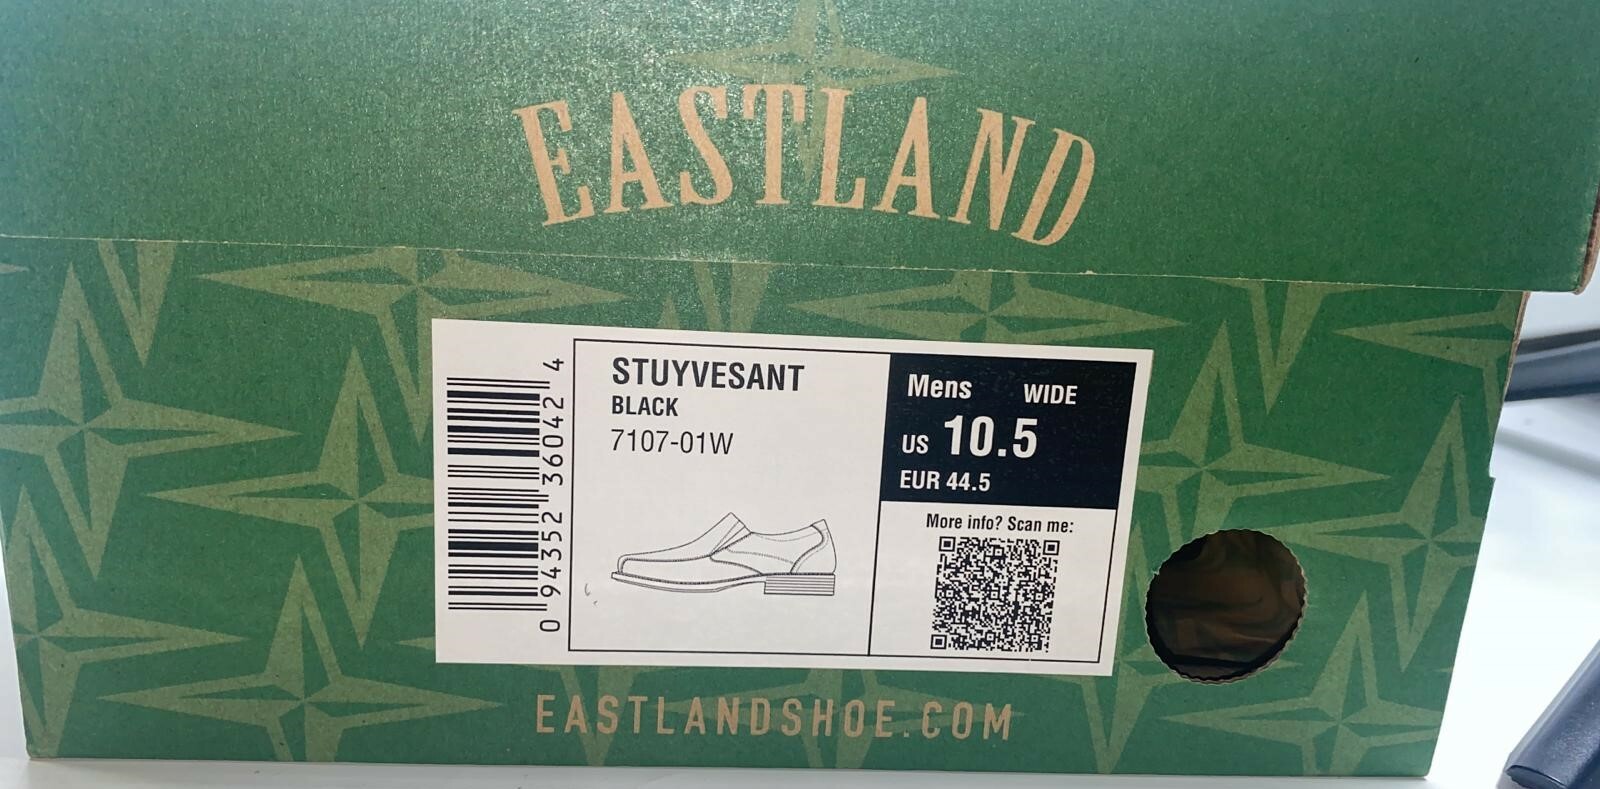 EASTLAND
0 94352 36042 4
STUYVESANT
BLACK
7107-01W
Mens WIDE
US 10.5
EUR 44.5
More info? Scan me:
EASTLANDSHOE.COM